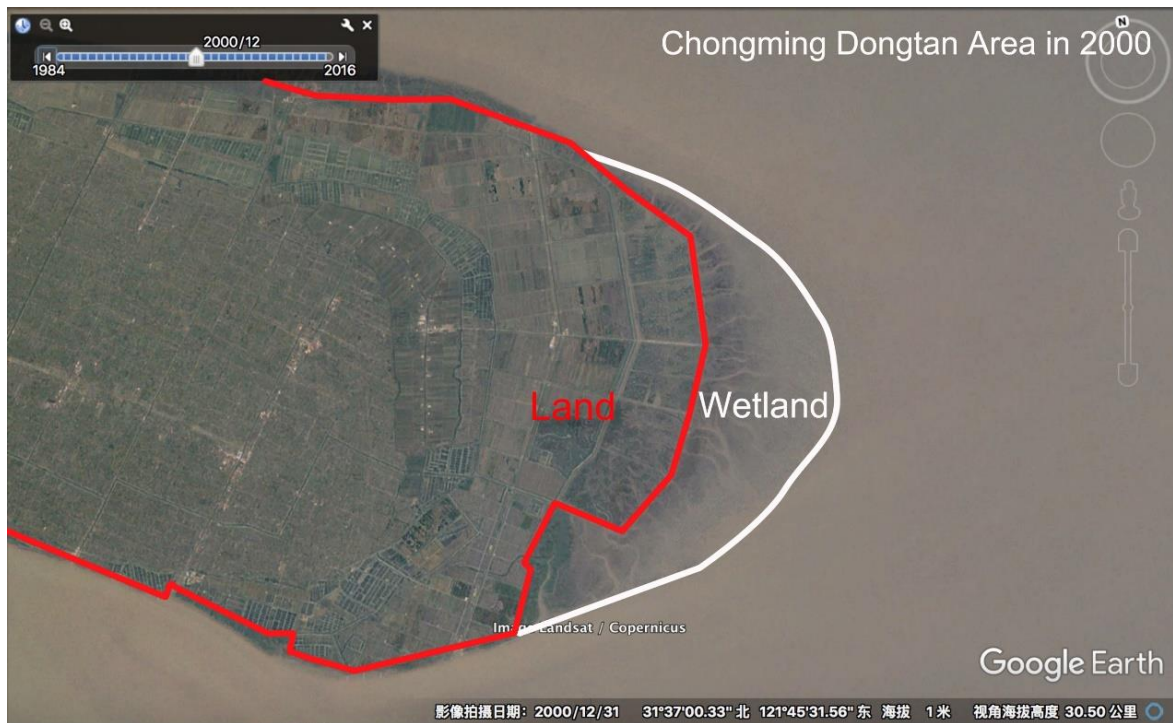 2000/12
1984
2016
N
Chongming Dongtan Area in 2000
Land
Wetland
Image Landsat / Copernicus
Google Earth
影像拍摄日期：2000/12/31 31°37'00.33" 北 121°45'31.56" 东 海拔 1 米 视角海拔高度 30.50 公里